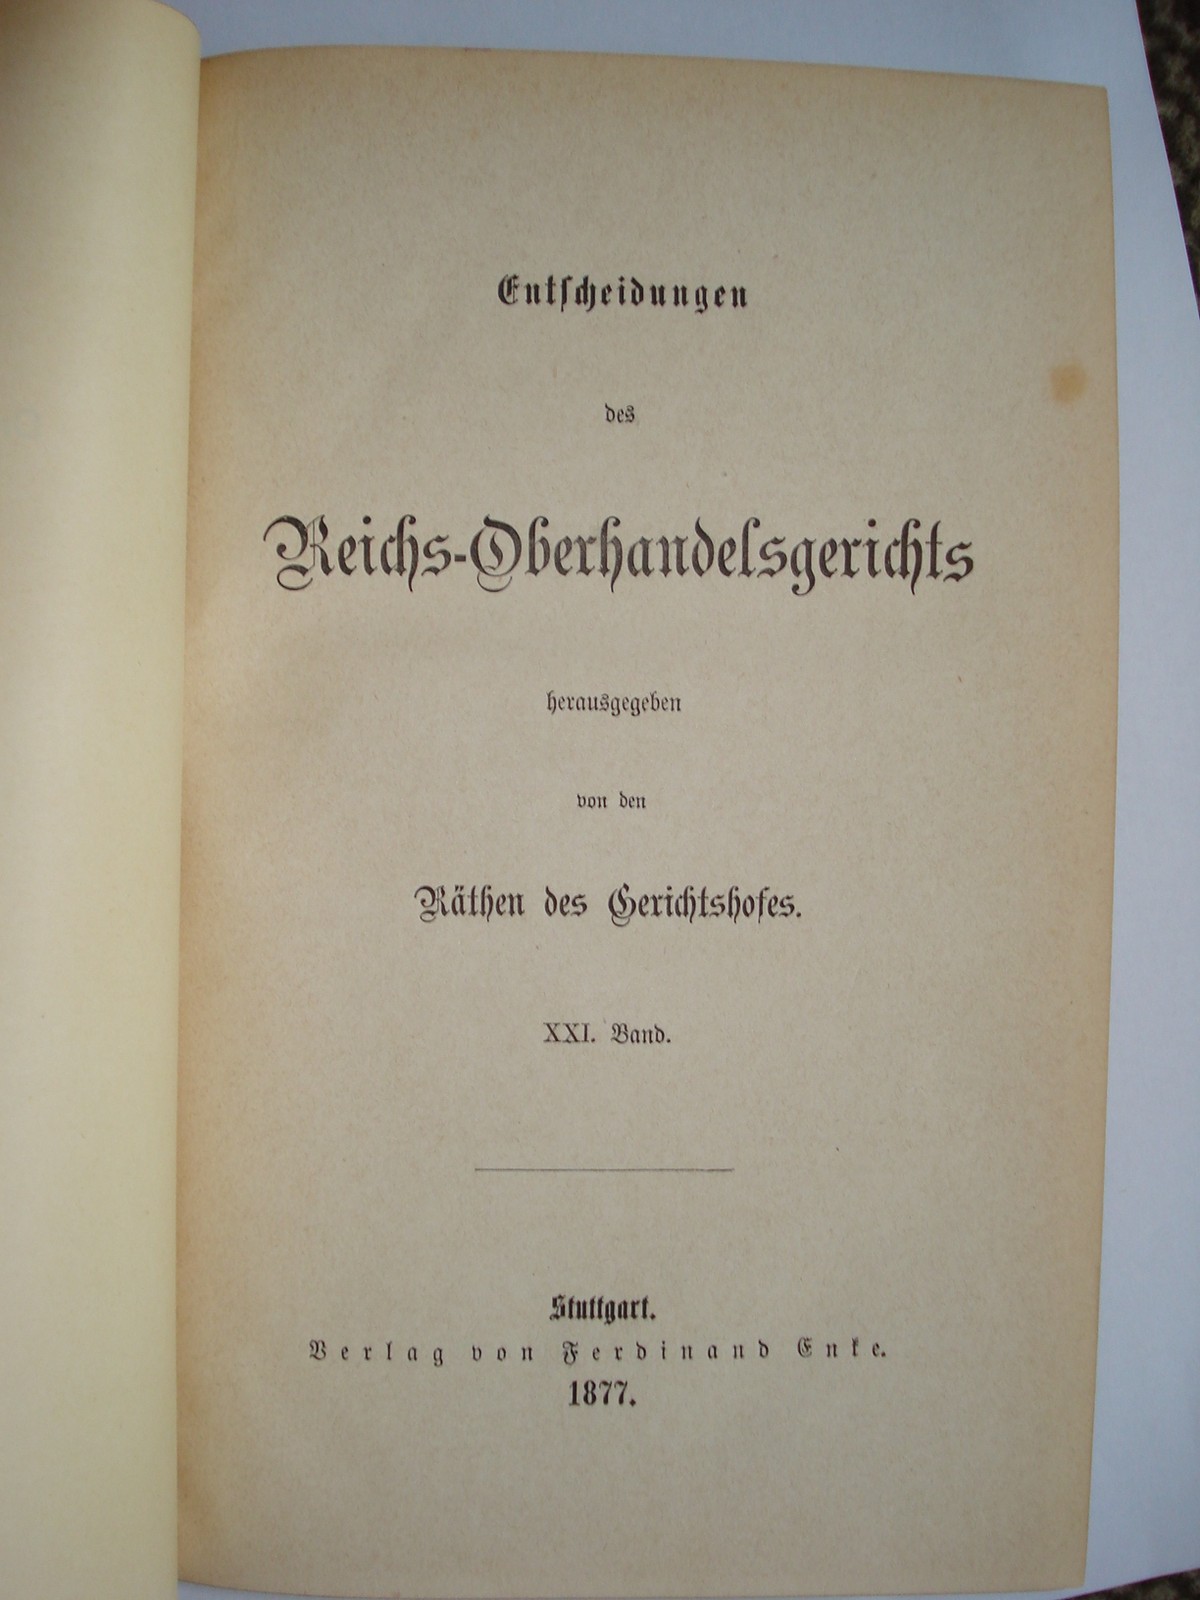 Entscheidungen
des
Reichs-Oberhandelsgerichts
herausgegeben
von den
Räthen des Gerichtshofes.
XXI. Band.
Stuttgart.
Verlag von Ferdinand Enke.
1877.